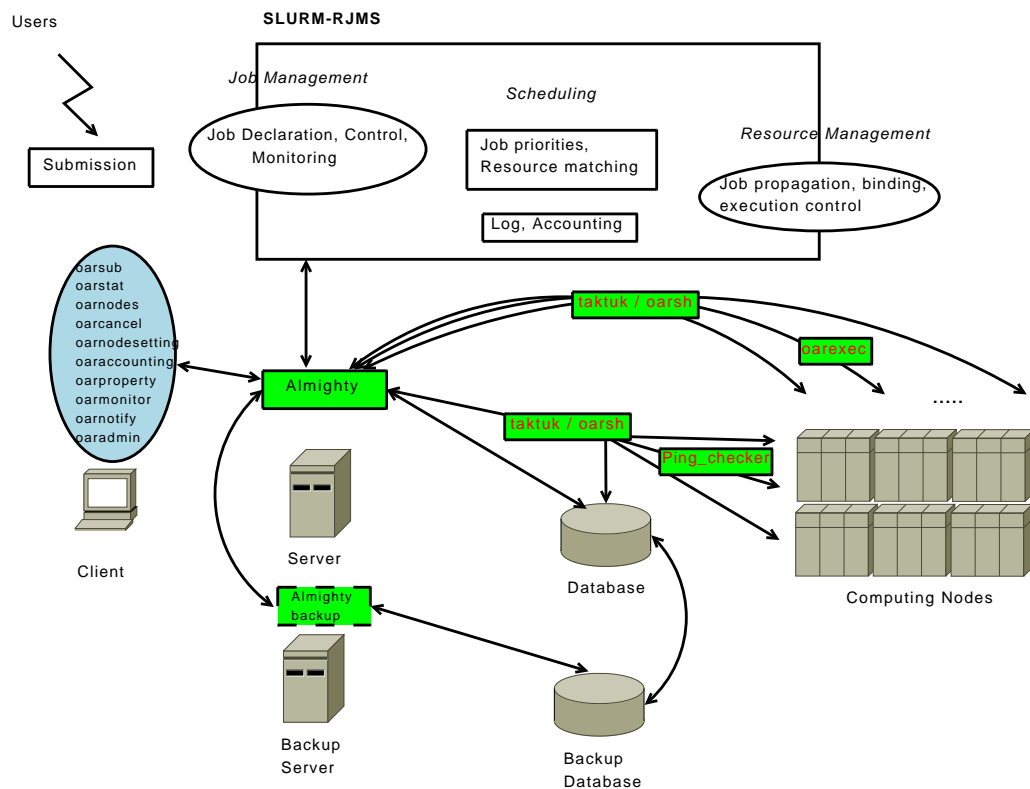 Users
SLURM-RJMS
Job Management
Scheduling
Resource Management
Job Declaration, Control,
Monitoring
Job priorities,
Resource matching
Submission
Job propagation, binding,
execution control
Log, Accounting
oarsub
oarstat
oarnodes
oarcancel
oarnodesetting
oaraccounting
oarproperty
oarmonitor
oarnotify
oaradmin
taktuk / oarsh
oarexec
Almighty
.....
taktuk / oarsh
Ping_checker
Client
Server
Database
Computing Nodes
Almighty
backup
Backup
Server
Backup
Database